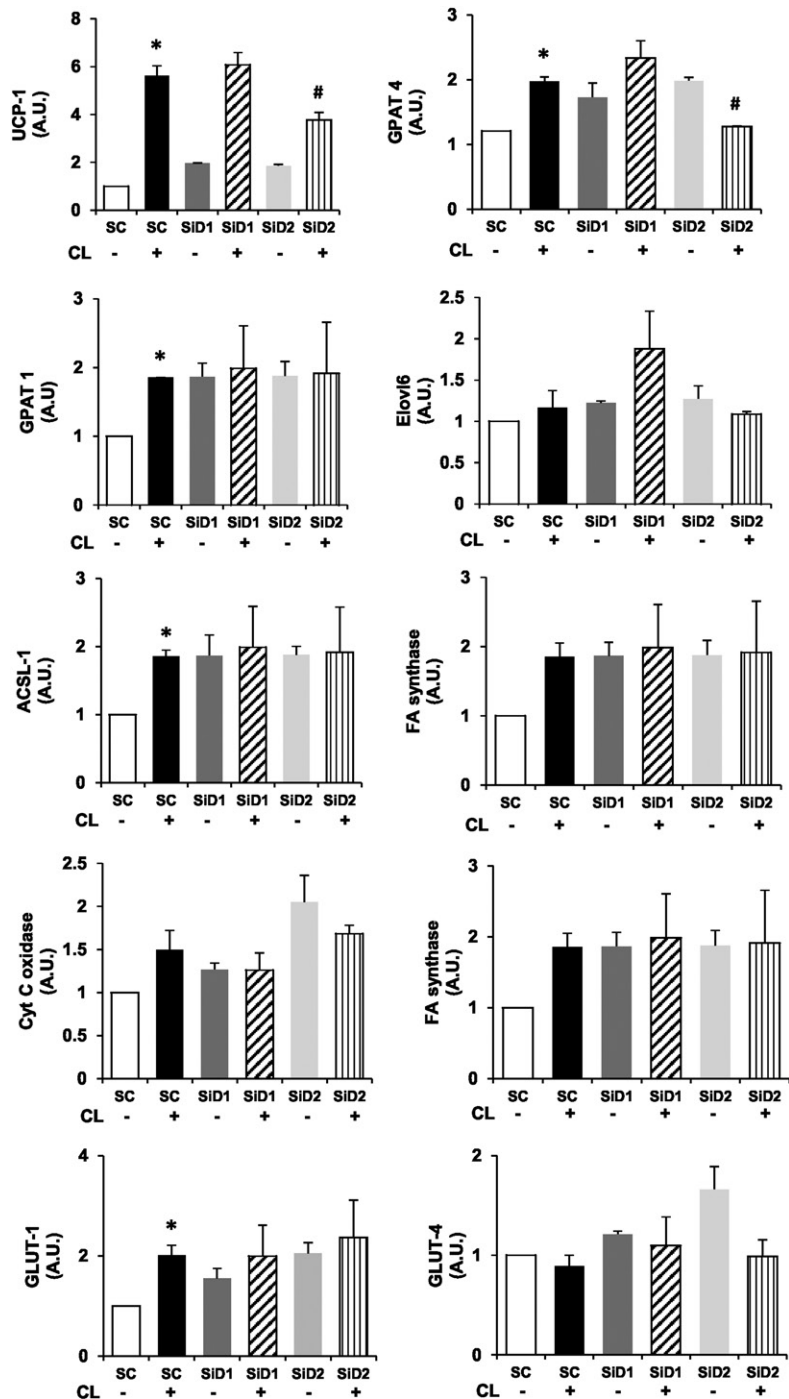 UCP-1
(A.U.)
8
6
4
2
0
*
#
SC SC SiD1 SiD1 SiD2 SiD2
CL - + - + - +
GPAT 4
(A.U.)
3
2
1
0
*
#
SC SC SiD1 SiD1 SiD2 SiD2
- + - + - +
GPAT 1
(A.U)
3
2
1
0
*
SC SC SiD1 SiD1 SiD2 SiD2
CL - + - + - +
Elovl6
(A.U.)
2.5
2
1.5
1
0.5
0
SC SC SiD1 SiD1 SiD2 SiD2
- + - + - +
ACSL-1
(A.U.)
3
2
1
0
*
SC SC SiD1 SiD1 SiD2 SiD2
CL - + - + - +
FA synthase
(A.U.)
3
2
1
0
SC SC SiD1 SiD1 SiD2 SiD2
- + - + - +
Cyt C oxidase
(A.U.)
2.5
2
1.5
1
0.5
0
SC SC SiD1 SiD1 SiD2 SiD2
CL - + - + - +
FA synthase
(A.U.)
3
2
1
0
SC SC SiD1 SiD1 SiD2 SiD2
CL - + - + - +
GLUT-1
(A.U.)
4
2
0
*
SC SC SiD1 SiD1 SiD2 SiD2
CL - + - + - +
GLUT-4
(A.U.)
2
1
0
SC SC SiD1 SiD1 SiD2 SiD2
CL - + - + - +